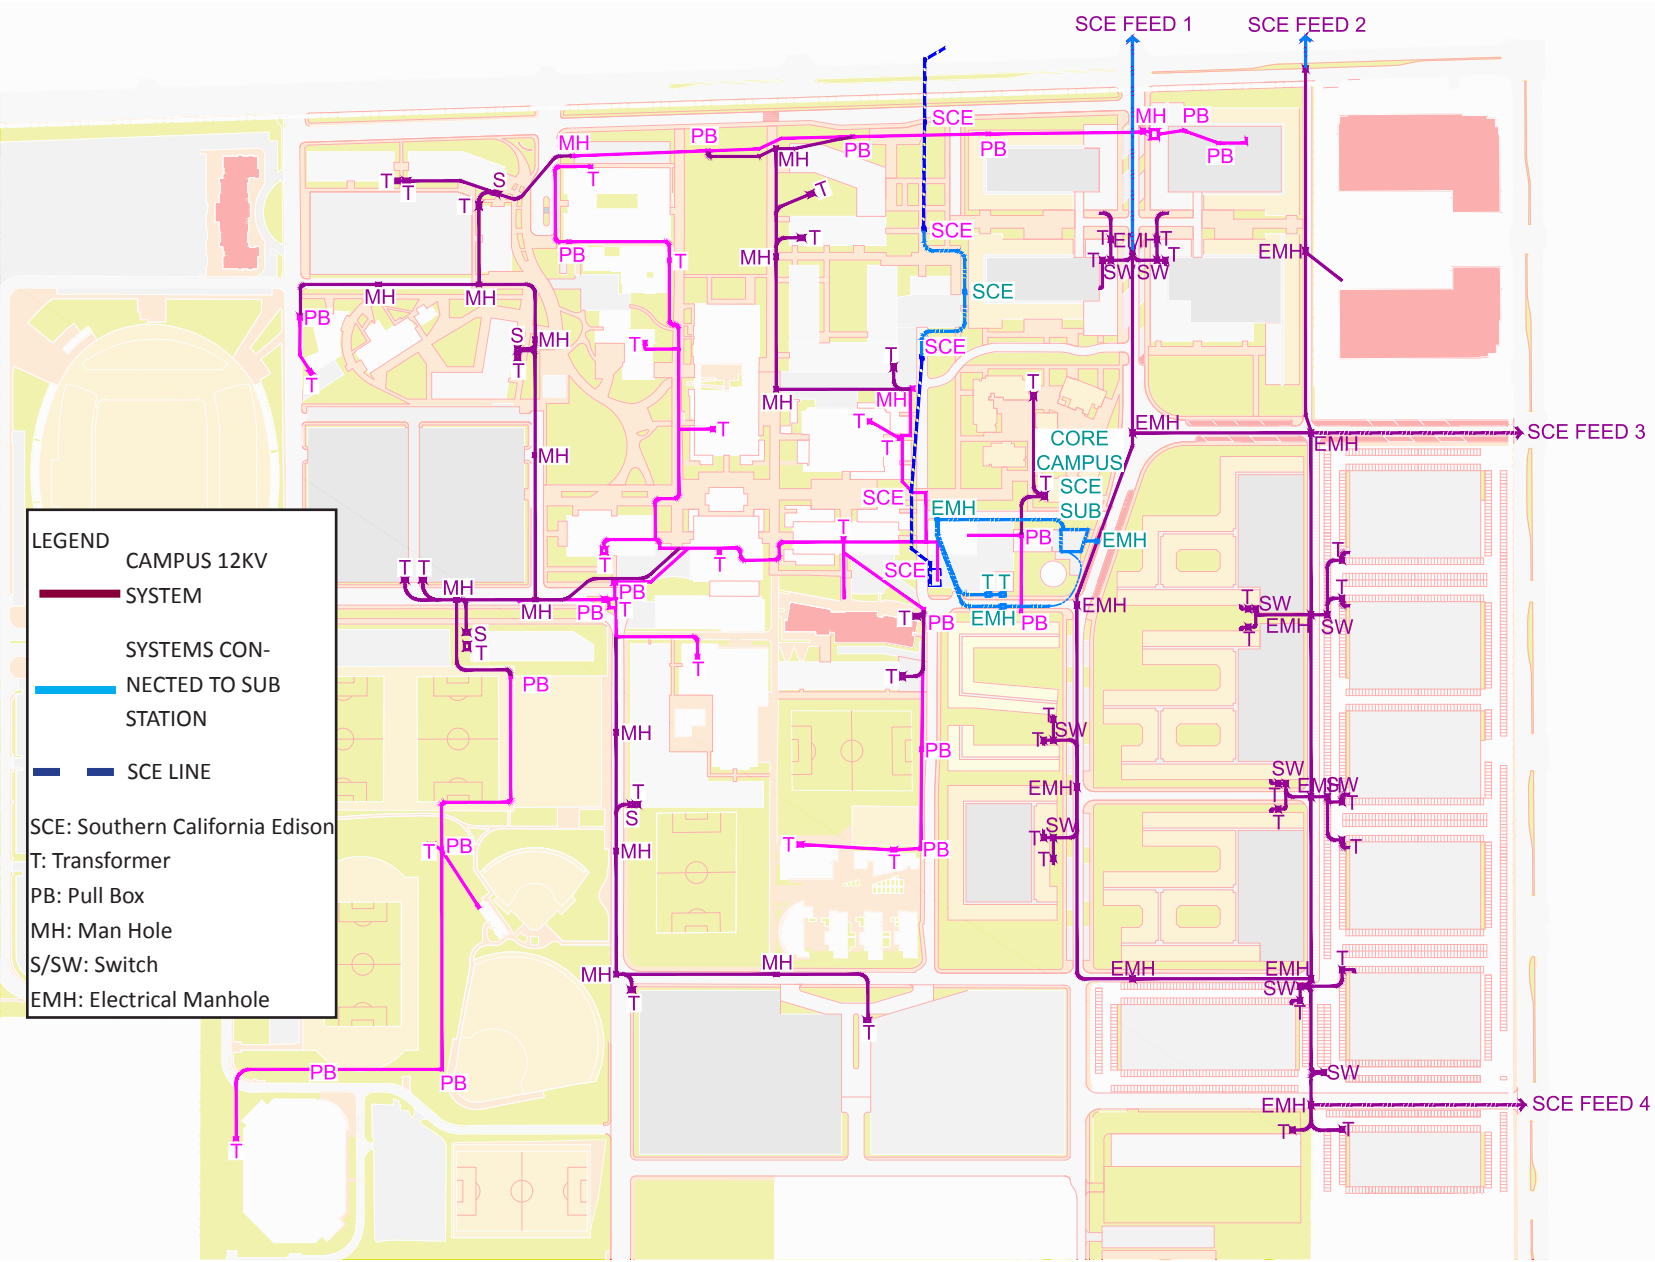 SCE FEED 1
SCE FEED 2
SCE
MH
PB
PB
MH
PB
PB
PB
MH
T
S
T
T
T
T
SCE
T
T
EMH
T
T
T
SW
SW
EMH
PB
MH
T
MH
MH
SCE
PB
S
MH
T
T
T
SCE
T
T
MH
MH
T
T
T
EMH
EMH
SCE FEED 3
CORE
CAMPUS
MH
SCE
T
SCE
SUB
EMH
T
PB
EMH
T
T
SCE
T
T
T
T
MH
MH
PB
PB
T
T T
EMH
PB
PB
T
EMH
T
SW
T
EMH
T
T
SW
S
T
PB
T
T
MH
PB
T
SW
T
EMH
T
S
SW
T
T
EMS
SW
T
MH
T
PB
T
T
PB
T
SW
T
T
MH
MH
T
T
EMH
EMH
T
SW
T
PB
PB
SW
EMH
SCE FEED 4
T
T
T
LEGEND
CAMPUS 12KV
SYSTEM
SYSTEMS CON-
NECTED TO SUB
STATION
SCE LINE
SCE: Southern California Edison
T: Transformer
PB: Pull Box
MH: Man Hole
S/SW: Switch
EMH: Electrical Manhole